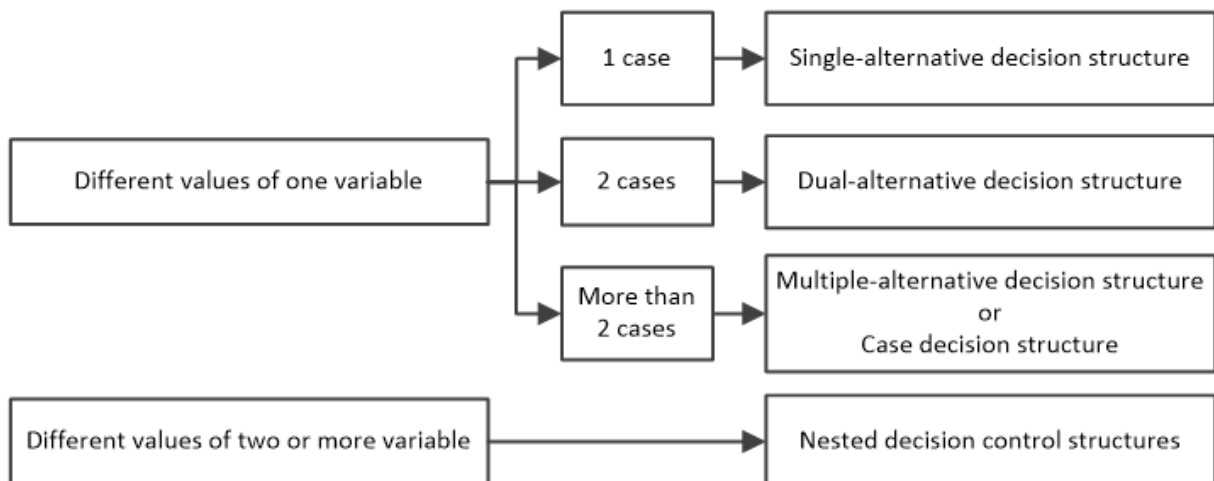 1 case
Single-alternative decision structure
Different values of one variable
2 cases
Dual-alternative decision structure
More than
2 cases
Multiple-alternative decision structure
or
Case decision structure
Different values of two or more variable
Nested decision control structures